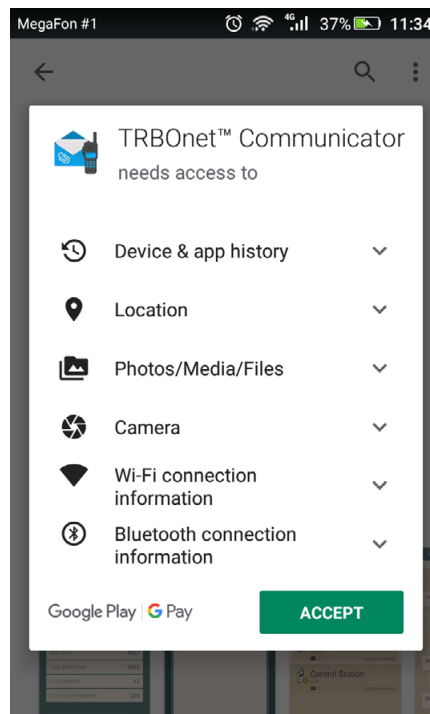 MegaFon #1 4G 37% 11:34
TRBOnet™ Communicator
needs access to
Device & app history
Location
Photos/Media/Files
Camera
Wi-Fi connection
information
Bluetooth connection
information
Google Play G Pay ACCEPT
Control Station